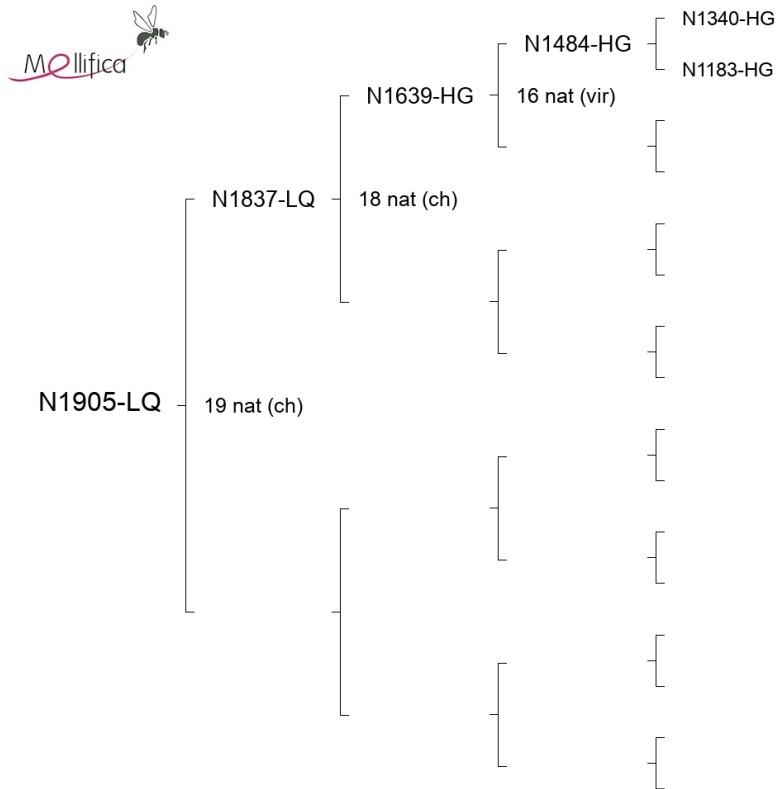 Mellifica
N1340-HG
N1484-HG
N1183-HG
N1639-HG
16 nat (vir)
N1837-LQ
18 nat (ch)
N1905-LQ
19 nat (ch)